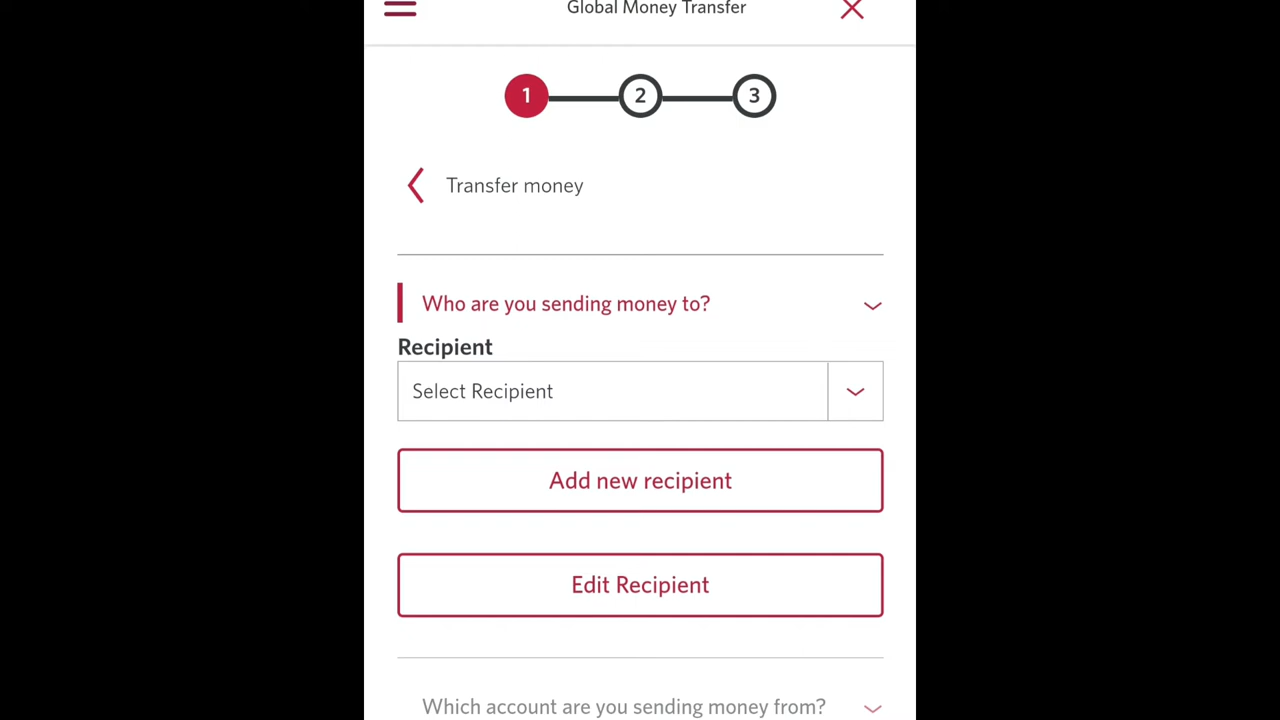 Global Money Transfer
1 2 3
Transfer money
Who are you sending money to?
Recipient
Select Recipient
Add new recipient
Edit Recipient
Which account are you sending money from?